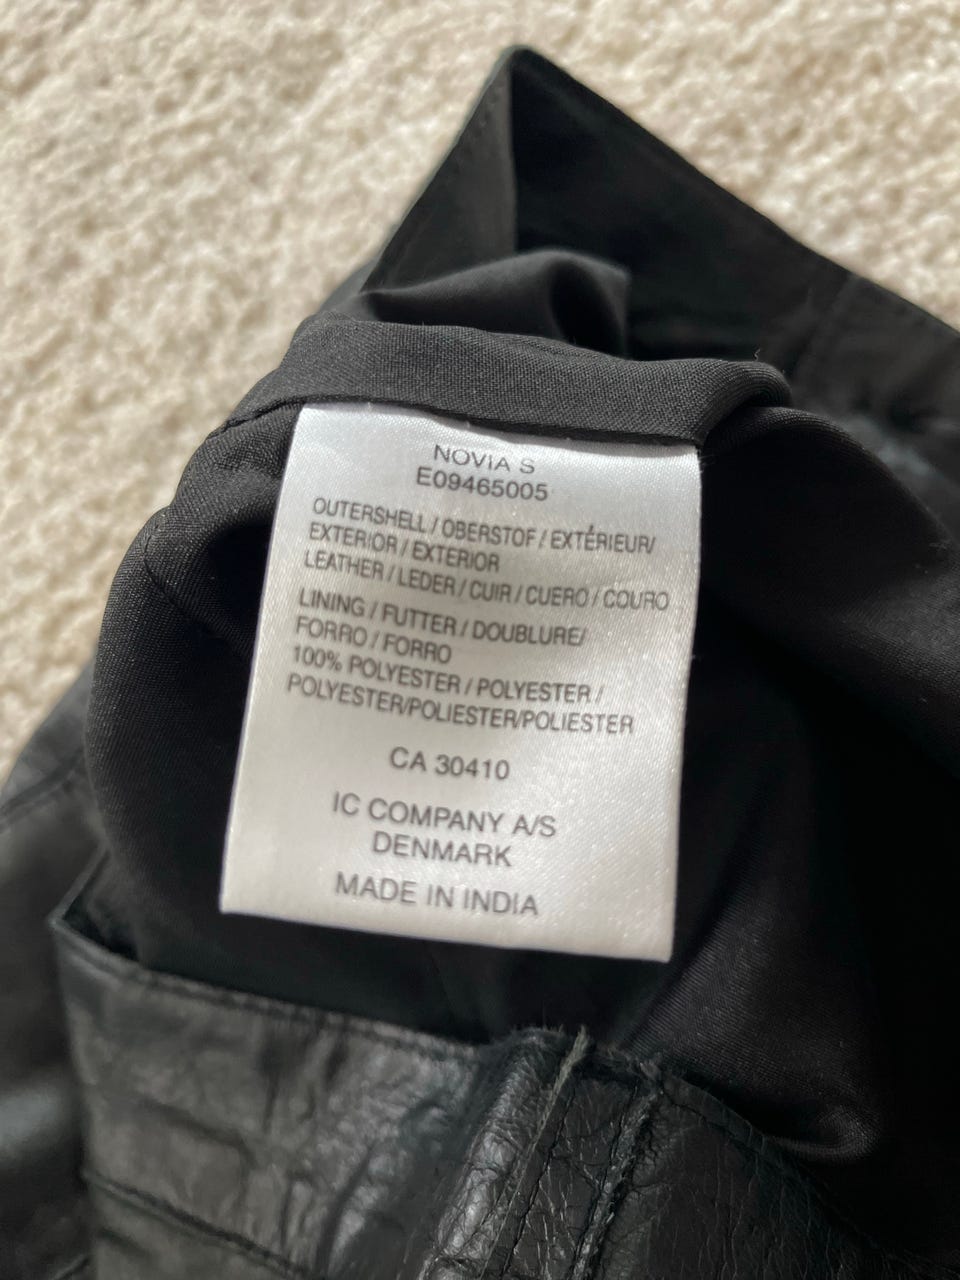 NOVIA S
E09465005
OUTERSHELL / OBERSTOF / EXTÉRIEUR/
EXTERIOR / EXTERIOR
LEATHER / LEDER / CUIR / CUERO / COURO
LINING / FUTTER / DOUBLURE/
FORRO / FORRO
100% POLYESTER / POLYESTER /
POLYESTER/POLIESTER/POLIESTER
CA 30410
IC COMPANY A/S
DENMARK
MADE IN INDIA